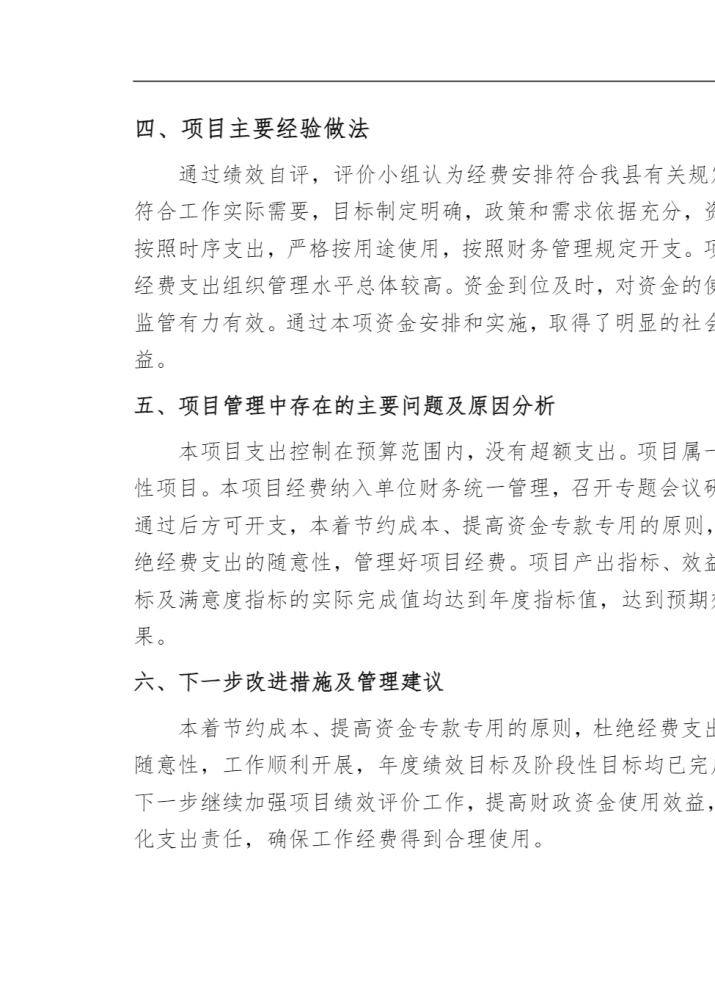 四、项目主要经验做法
通过绩效自评，评价小组认为经费安排符合我县有关规
符合工作实际需要，目标制定明确，政策和需求依据充分，
按照时序支出，严格按用途使用，按照财务管理规定开支。
经费支出组织管理水平总体较高。资金到位及时，对资金的
监管有力有效。通过本项资金安排和实施，取得了明显的社会
益。
五、项目管理中存在的主要问题及原因分析
本项目支出控制在预算范围内，没有超额支出。项目属一
性项目。本项目经费纳入单位财务统一管理，召开专题会议研
通过后方可开支，本着节约成本、提高资金专款专用的原则，
绝经费支出的随意性，管理好项目经费。项目产出指标、效益
标及满意度指标的实际完成值均达到年度指标值，达到预期
果。
六、下一步改进措施及管理建议
本着节约成本、提高资金专款专用的原则，杜绝经费支出
随意性，工作顺利开展，年度绩效目标及阶段性目标均已完
下一步继续加强项目绩效评价工作，提高财政资金使用效益，
化支出责任，确保工作经费得到合理使用。